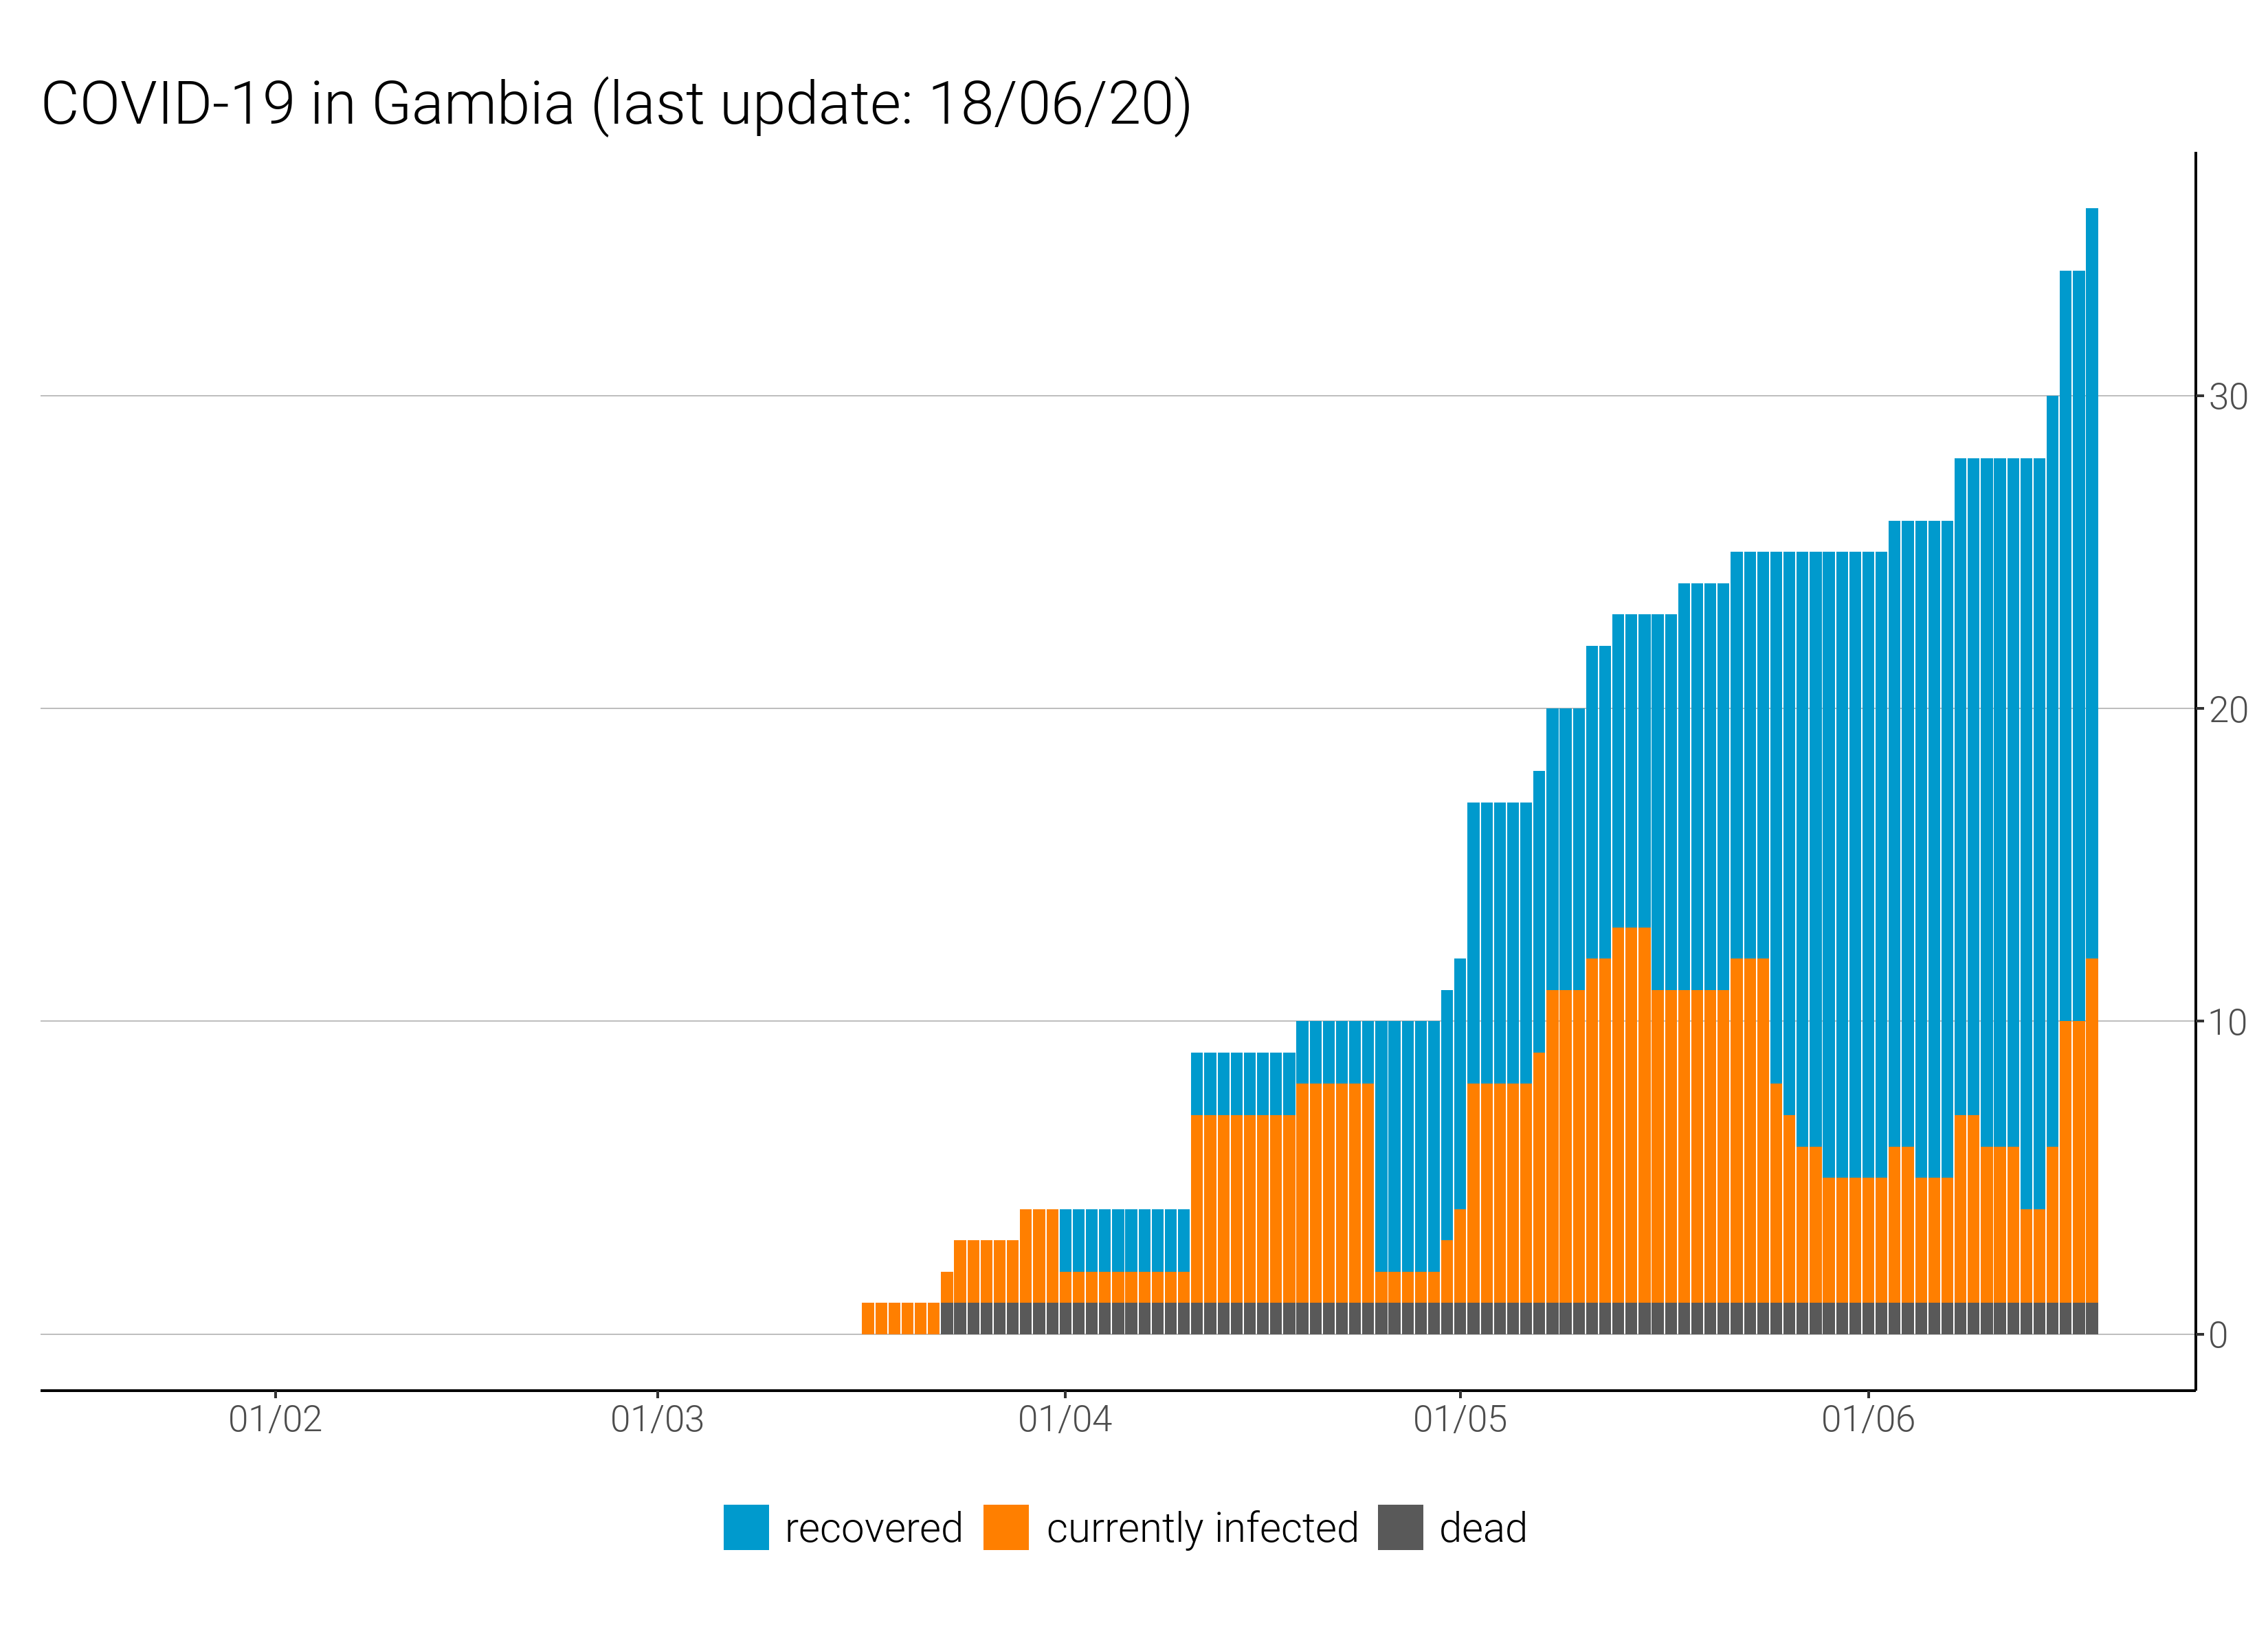 COVID-19 in Gambia (last update: 18/06/20)
30
20
10
0
01/02 01/03 01/04 01/05 01/06
recovered currently infected dead